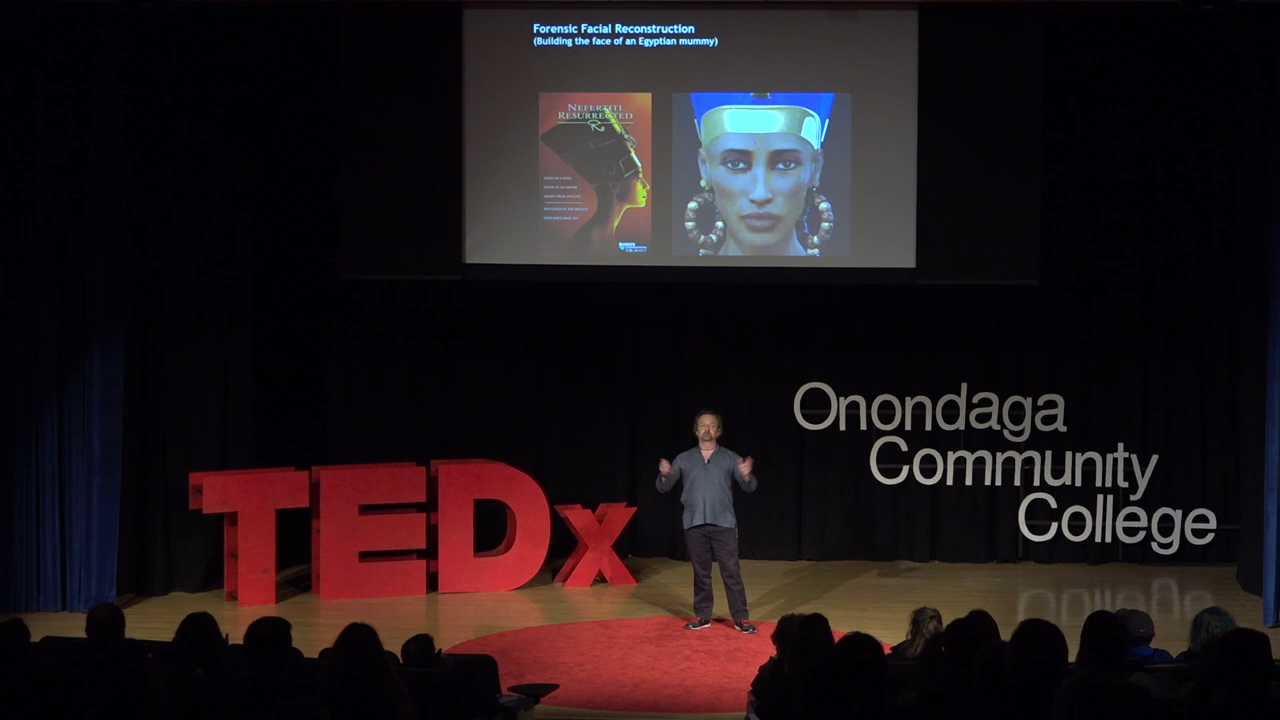 Forensic Facial Reconstruction
(Building the face of an Egyptian mummy)
NEFERTITI
RESURRECTED
TEDx
Onondaga
Community
College